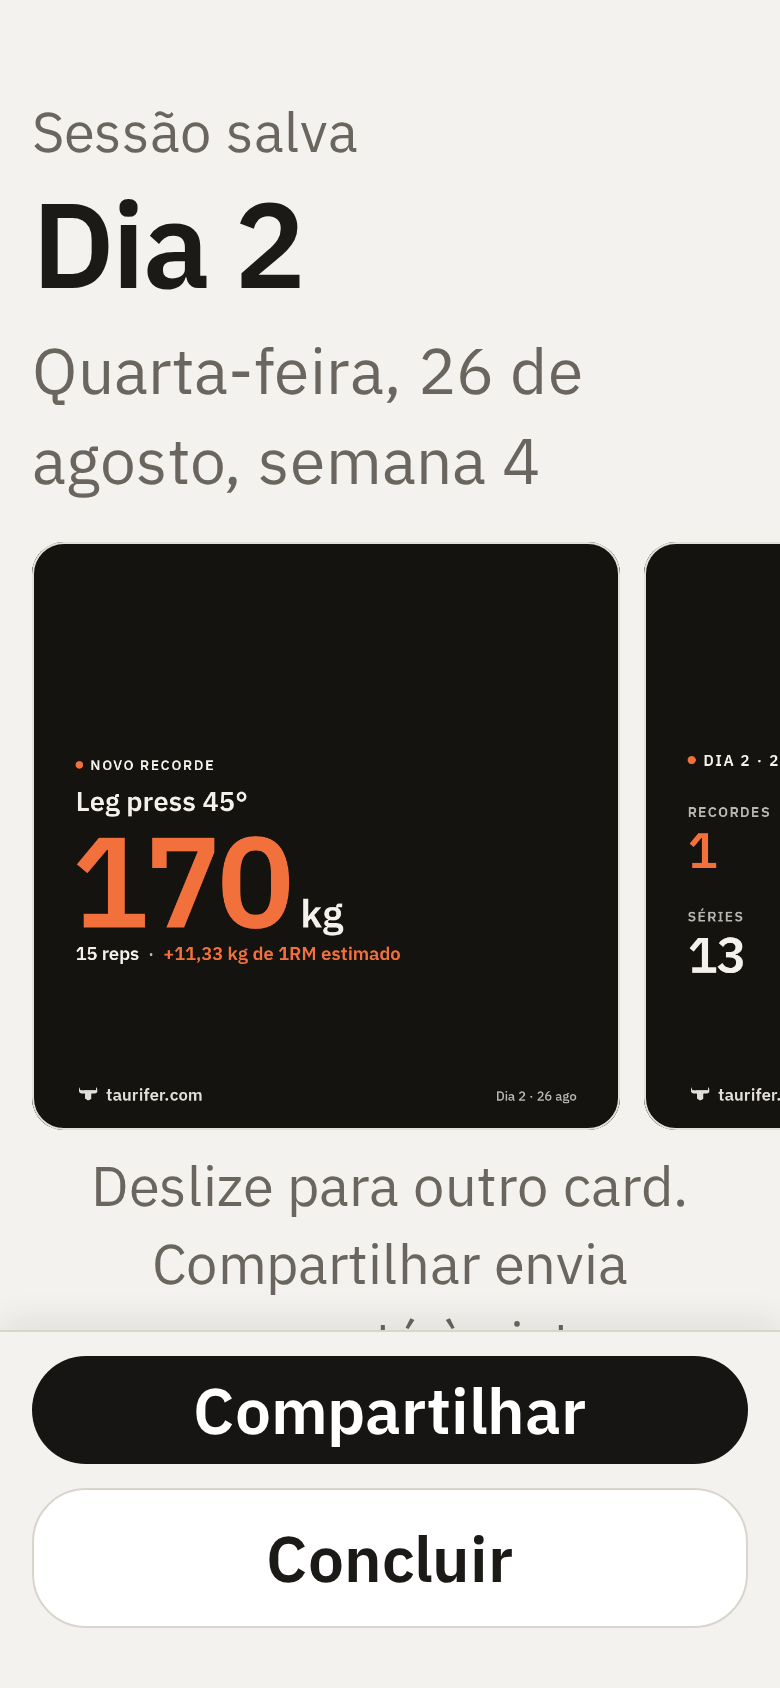 Sessão salva
Dia 2
Quarta-feira, 26 de
agosto, semana 4
NOVO RECORDE
Leg press 45°
170 kg
15 reps · +11,33 kg de 1RM estimado
taurifer.com
Dia 2 · 26 ago
DIA 2 · 2
RECORDES
1
SÉRIES
13
taurifer.
Deslize para outro card.
Compartilhar envia
Compartilhar
Concluir